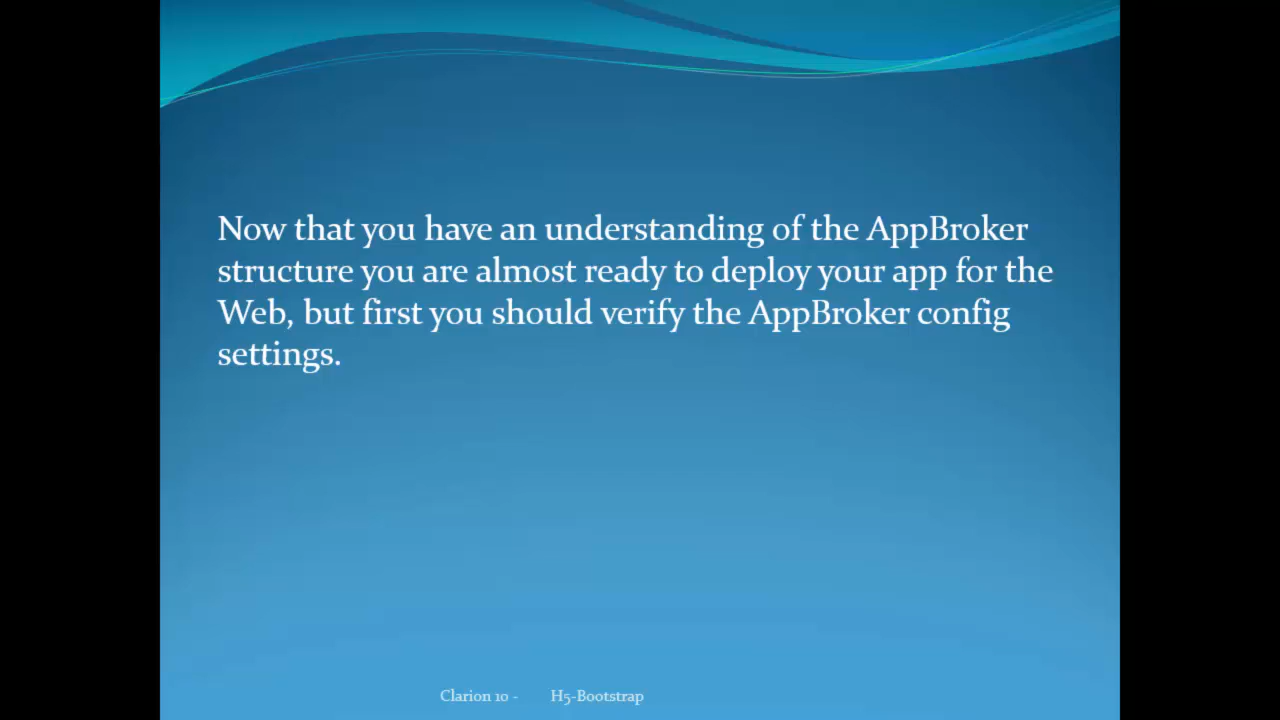 Now that you have an understanding of the AppBroker
structure you are almost ready to deploy your app for the
Web, but first you should verify the AppBroker config
settings.
Clarion 10 - H5-Bootstrap